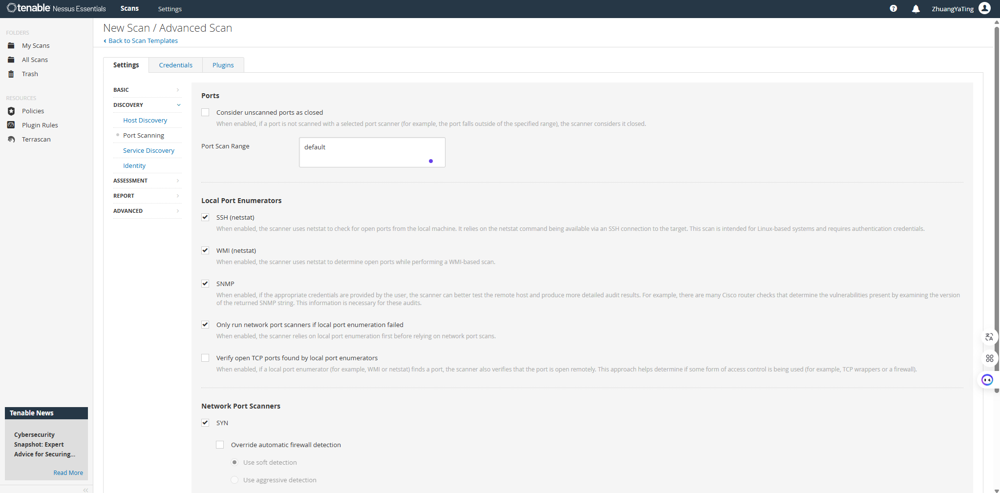 tenable Nessus Essentials
Scans
Settings
ZhuangYaTing
FOLDERS
My Scans
All Scans
Trash
RESOURCES
Policies
Plugin Rules
Terrascan
Tenable News
Cybersecurity
Snapshot: Expert
Advice for Securing...
Read More
New Scan / Advanced Scan
Back to Scan Templates
Settings
Credentials
Plugins
BASIC
DISCOVERY
Host Discovery
Port Scanning
Service Discovery
Identity
ASSESSMENT
REPORT
ADVANCED
Ports
Consider unscanned ports as closed
When enabled, if a port is not scanned with a selected port scanner (for example, the port falls outside of the specified range), the scanner considers it closed.
Port Scan Range
default
Local Port Enumerators
SSH (netstat)
When enabled, the scanner uses netstat to check for open ports from the local machine. It relies on the netstat command being available via an SSH connection to the target. This scan is intended for Linux-based systems and requires authentication credentials.
WMI (netstat)
When enabled, the scanner uses netstat to determine open ports while performing a WMI-based scan.
SNMP
When enabled, if the appropriate credentials are provided by the user, the scanner can better test the remote host and produce more detailed audit results. For example, there are many Cisco router checks that determine the vulnerabilities present by examining the version
of the returned SNMP string. This information is necessary for these audits.
Only run network port scanners if local port enumeration failed
When enabled, the scanner relies on local port enumeration first before relying on network port scans.
Verify open TCP ports found by local port enumerators
When enabled, if a local port enumerator (for example, WMI or netstat) finds a port, the scanner also verifies that the port is open remotely. This approach helps determine if some form of access control is being used (for example, TCP wrappers or a firewall).
Network Port Scanners
SYN
Override automatic firewall detection
Use soft detection
Use aggressive detection